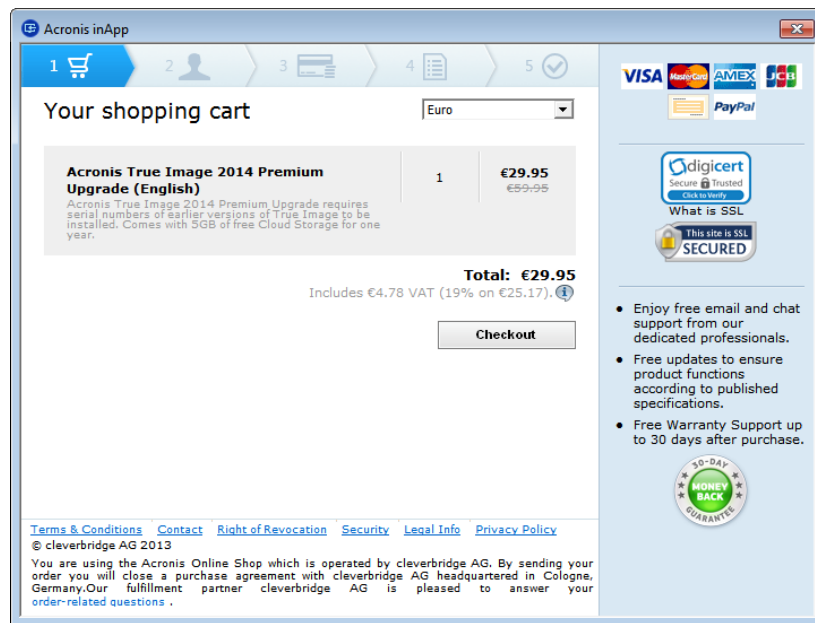 Acronis inApp
1
2
3
4
5
Your shopping cart
Euro
Acronis True Image 2014 Premium
Upgrade (English)
1
€29.95
€59.95
Acronis True Image 2014 Premium Upgrade requires
serial numbers of earlier versions of True Image to be
installed. Comes with 5GB of free Cloud Storage for one
year.
Total: €29.95
Includes €4.78 VAT (19% on €25.17).
Checkout
Terms & Conditions Contact Right of Revocation Security Legal Info Privacy Policy
© cleverbridge AG 2013
You are using the Acronis Online Shop which is operated by cleverbridge AG. By sending your
order you will close a purchase agreement with cleverbridge AG headquartered in Cologne,
Germany.Our fulfillment partner cleverbridge AG is pleased to answer your
order-related questions .
VISA MasterCard AMEX JCB
PayPal
digicert
Secure Trusted
Click to Verify
What is SSL
This site is SSL
SECURED
• Enjoy free email and chat
support from our
dedicated professionals.
• Free updates to ensure
product functions
according to published
specifications.
• Free Warranty Support up
to 30 days after purchase.
30-DAY
MONEY
BACK
GUARANTEE